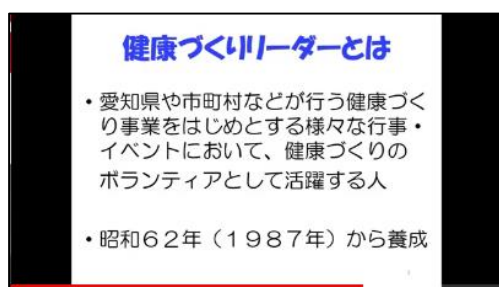 健康づくりリーダーとは
・愛知県や市町村などが行う健康づく
り事業をはじめとする様々な行事・
イベントにおいて、健康づくりの
ボランティアとして活躍する人
・昭和６２年（１９８７年）から養成